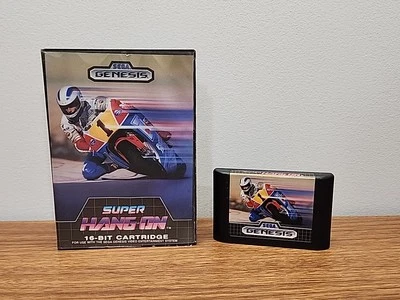 SEGA
GENESIS
1
SUPER
HANG-ON
TM
16-BIT CARTRIDGE
FOR USE WITH THE SEGA GENESIS VIDEO ENTERTAINMENT SYSTEM
SEGA
GENESIS